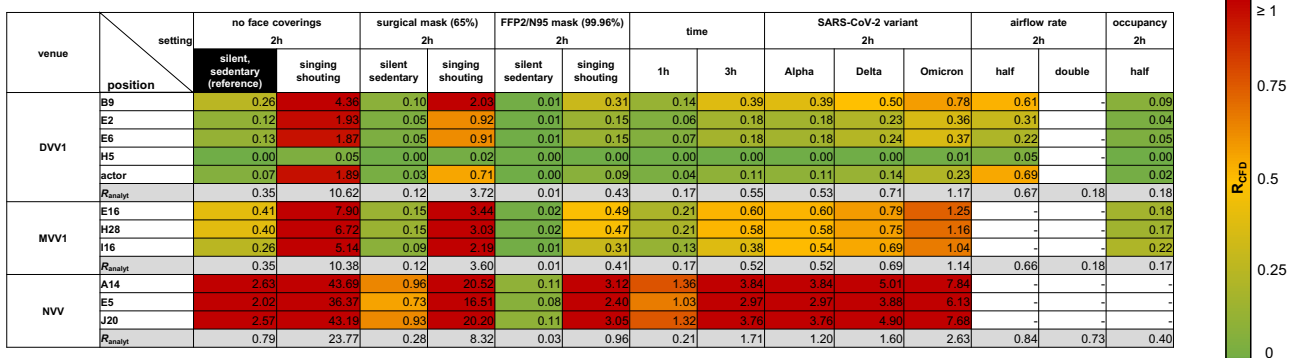 no face coverings surgical mask (65%) FFP2/N95 mask (99.96%) time SARS-CoV-2 variant airflow rate occupancy
setting 2h 2h 2h 2h 2h 2h
venue position silent, sedentary (reference) singing shouting silent sedentary singing shouting silent sedentary singing shouting 1h 3h Alpha Delta Omicron half double half
DVV1
B9 0.26 4.36 0.10 2.03 0.01 0.31 0.14 0.39 0.39 0.50 0.78 0.61 - 0.09
E2 0.12 1.93 0.05 0.92 0.01 0.15 0.06 0.18 0.18 0.23 0.36 0.31 - 0.04
E6 0.13 1.87 0.05 0.91 0.01 0.15 0.07 0.18 0.18 0.24 0.37 0.22 - 0.05
H5 0.00 0.05 0.00 0.02 0.00 0.00 0.00 0.00 0.00 0.00 0.01 0.05 - 0.00
actor 0.07 1.89 0.03 0.71 0.00 0.09 0.04 0.11 0.11 0.14 0.23 0.69 - 0.02
Ranalyt 0.35 10.62 0.12 3.72 0.01 0.43 0.17 0.55 0.53 0.71 1.17 0.67 0.18 0.18
MVV1
E16 0.41 7.90 0.15 3.44 0.02 0.49 0.21 0.60 0.60 0.79 1.25 - - 0.18
H28 0.40 6.72 0.15 3.03 0.02 0.47 0.21 0.58 0.58 0.75 1.16 - - 0.17
I16 0.26 5.14 0.09 2.19 0.01 0.31 0.13 0.38 0.54 0.69 1.04 - - 0.22
Ranalyt 0.35 10.38 0.12 3.60 0.01 0.41 0.17 0.52 0.52 0.69 1.14 0.66 0.18 0.17
NVV
A14 2.63 43.69 0.96 20.52 0.11 3.12 1.36 3.84 3.84 5.01 7.84 - - -
E5 2.02 36.37 0.73 16.51 0.08 2.40 1.03 2.97 2.97 3.88 6.13 - - -
J20 2.57 43.19 0.93 20.20 0.11 3.05 1.32 3.76 3.76 4.90 7.68 - - -
Ranalyt 0.79 23.77 0.28 8.32 0.03 0.96 0.21 1.71 1.20 1.60 2.63 0.84 0.73 0.40
≥ 1
0.75
0.5
0.25
0
RCFD